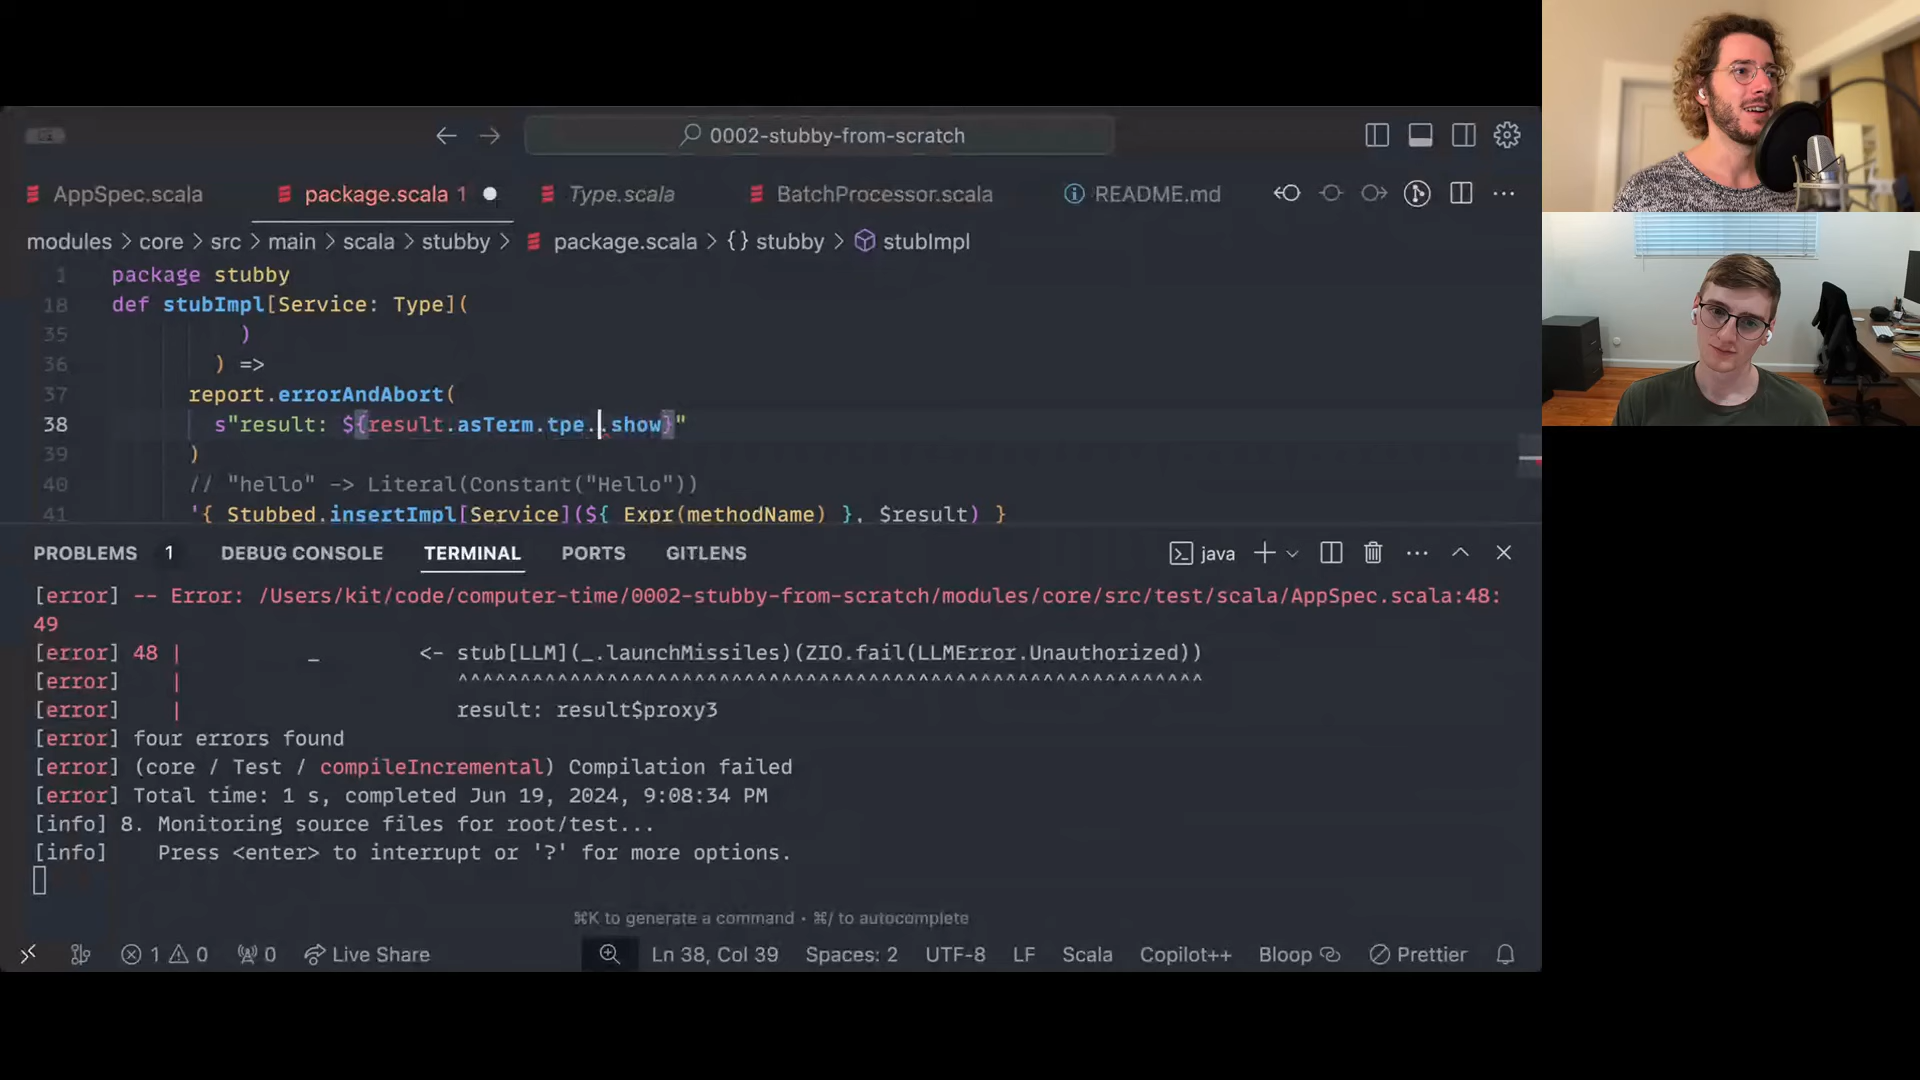 0002-stubby-from-scratch
AppSpec.scala
package.scala 1
Type.scala
BatchProcessor.scala
README.md
modules > core > src > main > scala > stubby > package.scala > {} stubby > stubImpl
1 package stubby
18 def stubImpl[Service: Type](
35 )
36 ) =>
37 report.errorAndAbort(
38 s"result: ${result.asTerm.tpe..show}"
39 )
40 // "hello" -> Literal(Constant("Hello"))
41 '{ Stubbed.insertImpl[Service](${ Expr(methodName) }, $result) }
PROBLEMS 1 DEBUG CONSOLE TERMINAL PORTS GITLENS java
[error] -- Error: /Users/kit/code/computer-time/0002-stubby-from-scratch/modules/core/src/test/scala/AppSpec.scala:48:
49
[error] 48 | _ <- stub[LLM](_.launchMissiles)(ZIO.fail(LLMError.Unauthorized))
[error] | ^^^^^^^^^^^^^^^^^^^^^^^^^^^^^^^^^^^^^^^^^^^^^^^^^^^^^^^^^^^^
[error] | result: result$proxy3
[error] four errors found
[error] (core / Test / compileIncremental) Compilation failed
[error] Total time: 1 s, completed Jun 19, 2024, 9:08:34 PM
[info] 8. Monitoring source files for root/test...
[info] Press <enter> to interrupt or '?' for more options.
⌘K to generate a command · ⌘/ to autocomplete
1 0 0 Live Share Ln 38, Col 39 Spaces: 2 UTF-8 LF Scala Copilot++ Bloop Prettier